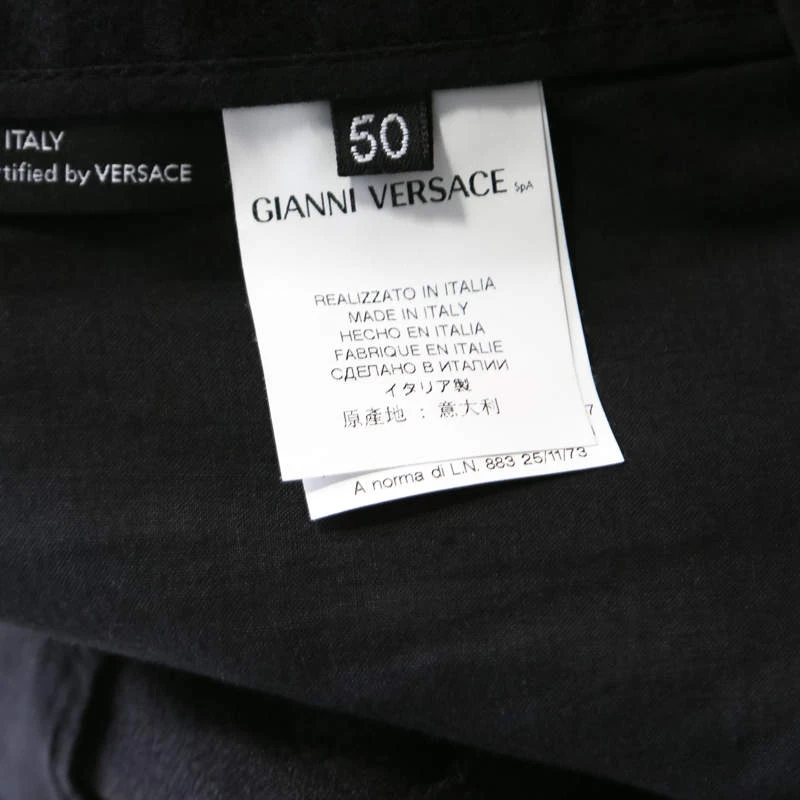 ITALY
rtified by VERSACE
50
GIANNI VERSACE SpA
REALIZZATO IN ITALIA
MADE IN ITALY
HECHO EN ITALIA
FABRIQUE EN ITALIE
СДЕЛАНО В ИТАЛИИ
イタリア製
原產地 : 意大利
7
A norma di L.N. 883 25/11/73